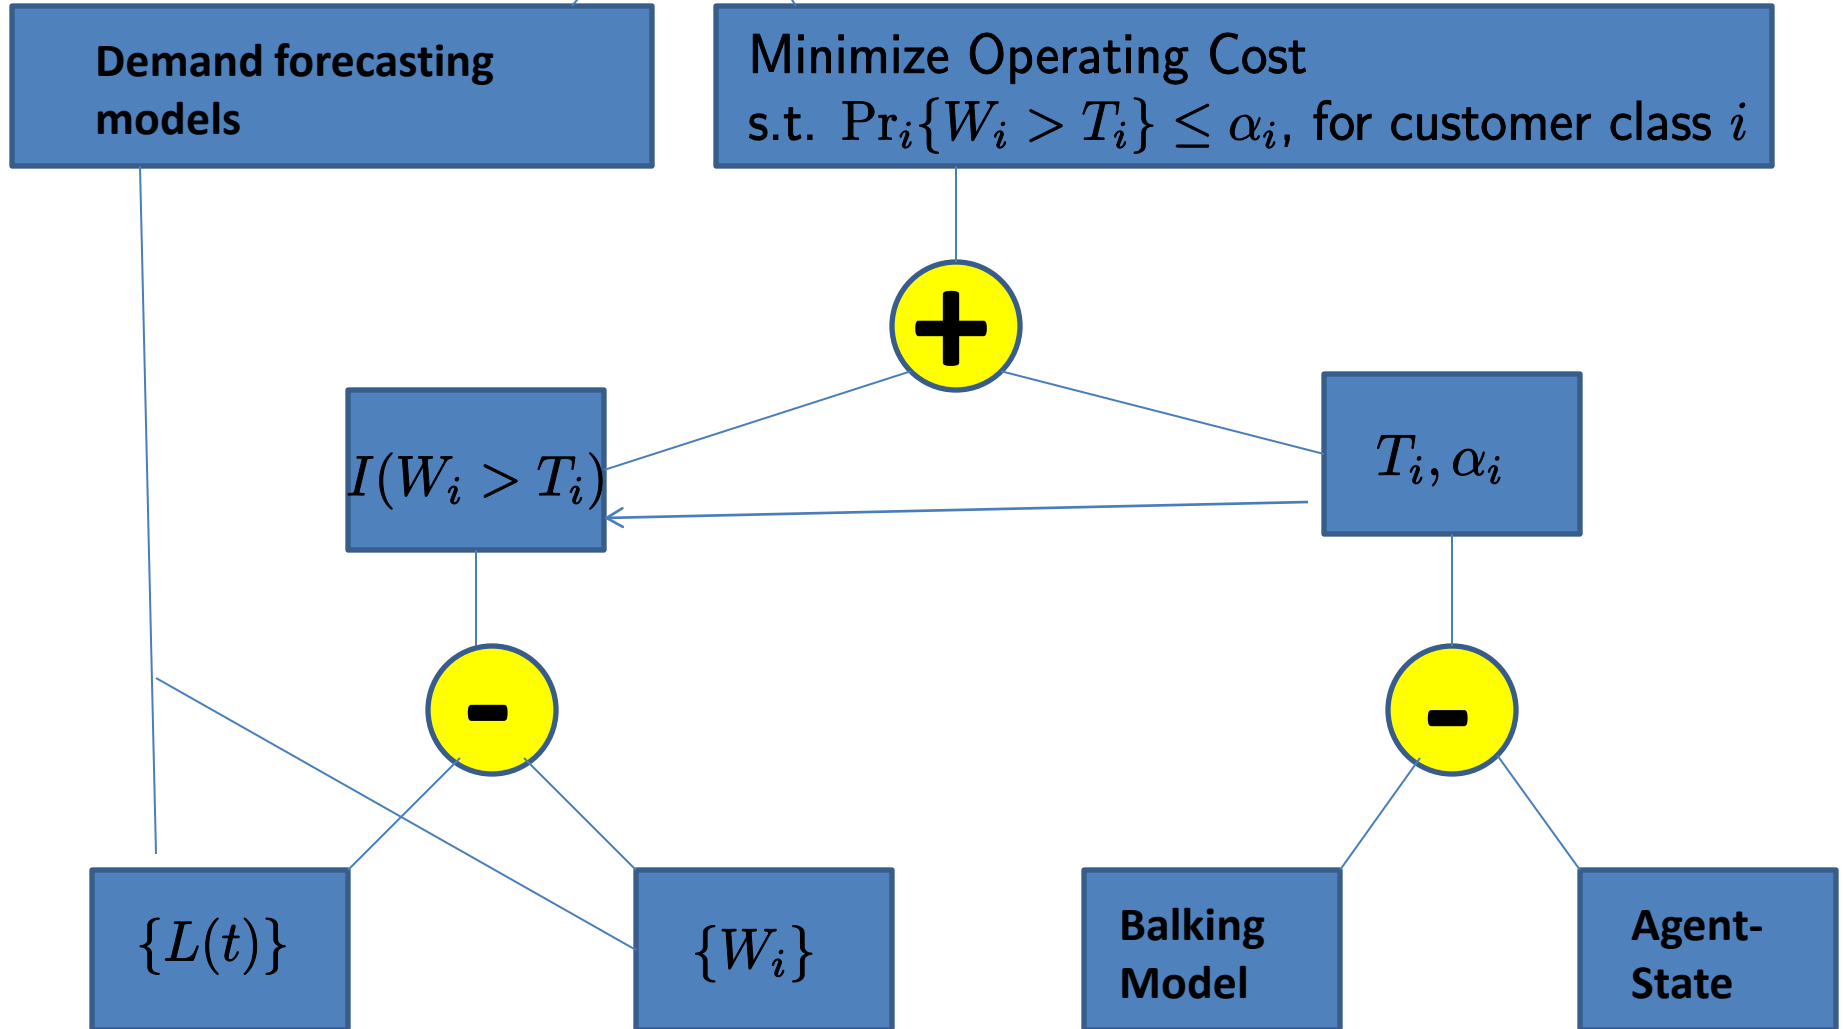 Demand forecasting
models
Minimize Operating Cost
s.t. Pr_i{W_i > T_i} ≤ α_i, for customer class i
+
I(W_i > T_i)
T_i, α_i
-
-
{L(t)}
{W_i}
Balking
Model
Agent-
State